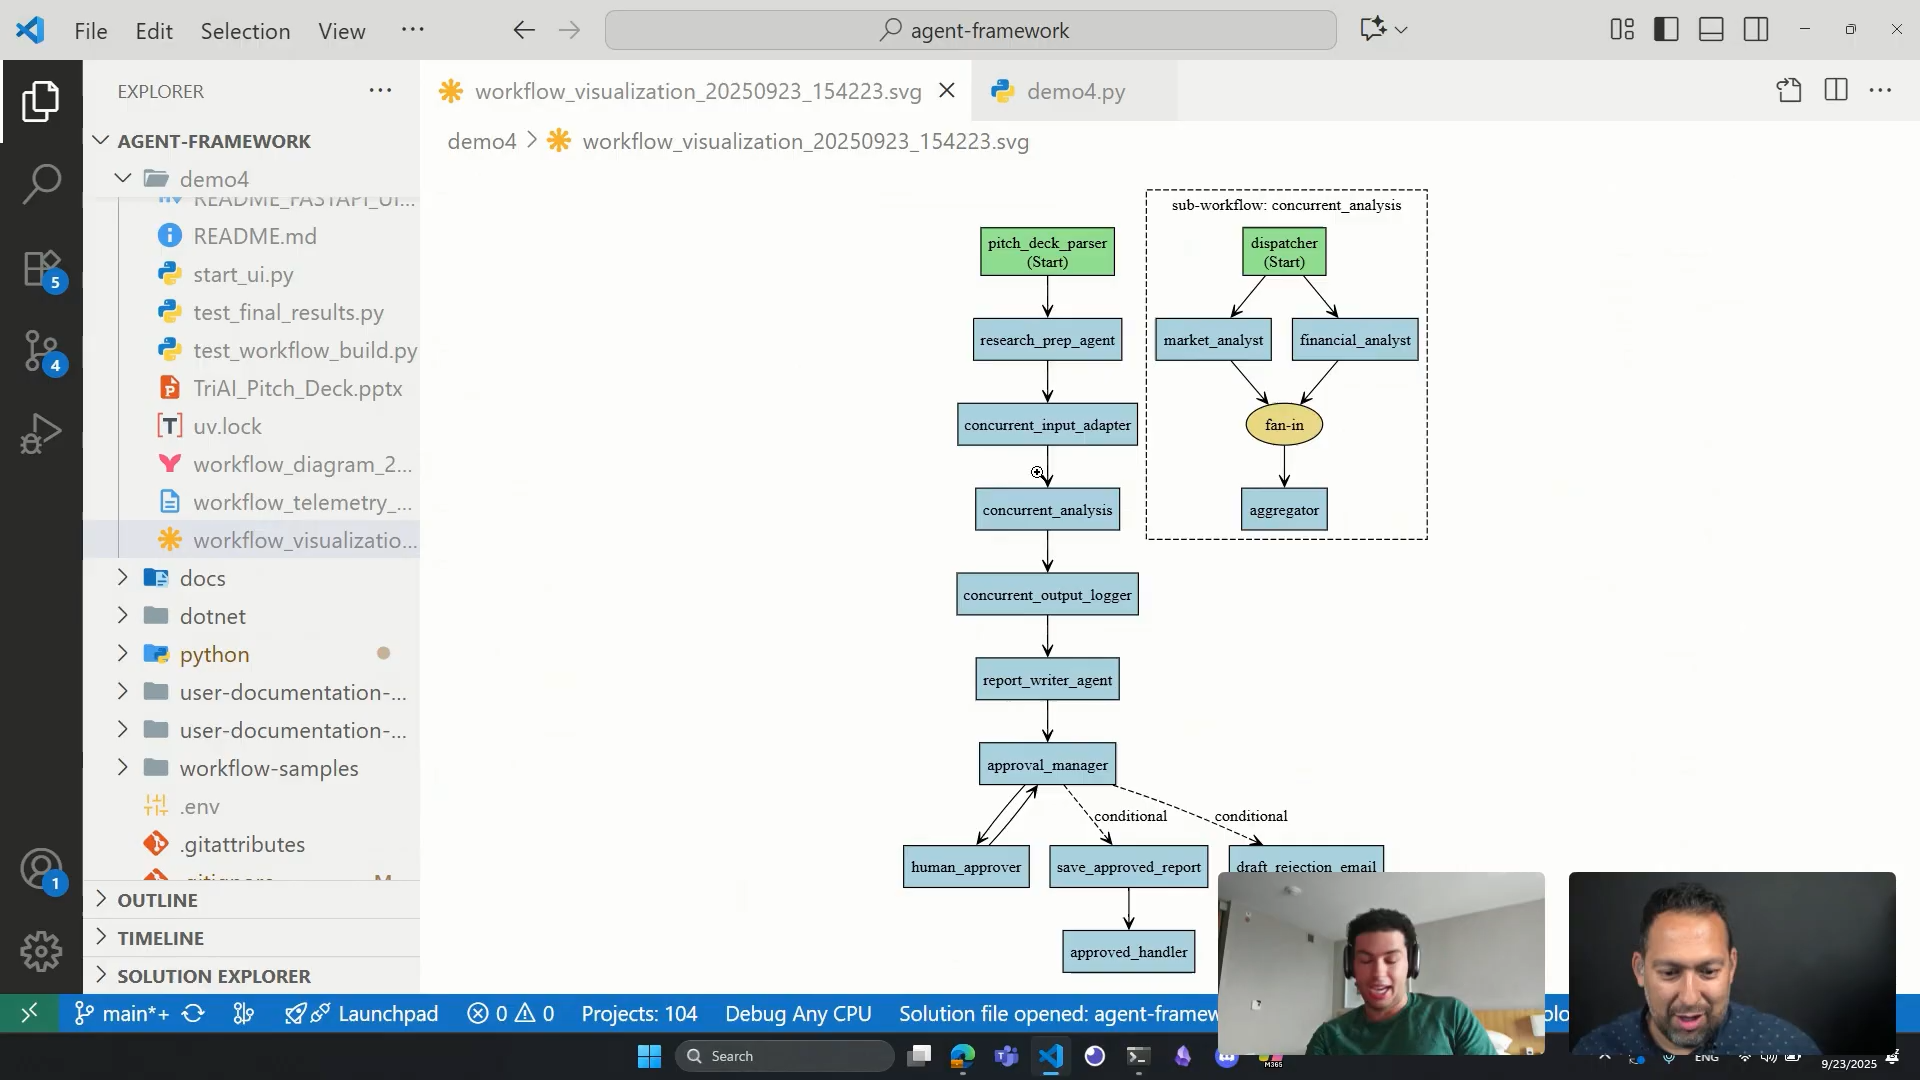 File Edit Selection View ···
agent-framework
EXPLORER
workflow_visualization_20250923_154223.svg
demo4.py
AGENT-FRAMEWORK
demo4 > workflow_visualization_20250923_154223.svg
demo4
README_FASTAPI_UI...
README.md
start_ui.py
test_final_results.py
test_workflow_build.py
TriAI_Pitch_Deck.pptx
uv.lock
workflow_diagram_2...
workflow_telemetry_...
workflow_visualizatio...
docs
dotnet
python
user-documentation-...
user-documentation-...
workflow-samples
.env
.gitattributes
.gitignore M
OUTLINE
TIMELINE
SOLUTION EXPLORER
5
4
1
sub-workflow: concurrent_analysis
pitch_deck_parser
(Start)
dispatcher
(Start)
research_prep_agent
market_analyst
financial_analyst
concurrent_input_adapter
fan-in
concurrent_analysis
aggregator
concurrent_output_logger
report_writer_agent
approval_manager
conditional
conditional
human_approver
save_approved_report
draft_rejection_email
approved_handler
main*+ Launchpad 0 0 Projects: 104 Debug Any CPU Solution file opened: agent-framew
Search
M365
ENG
9/23/2025